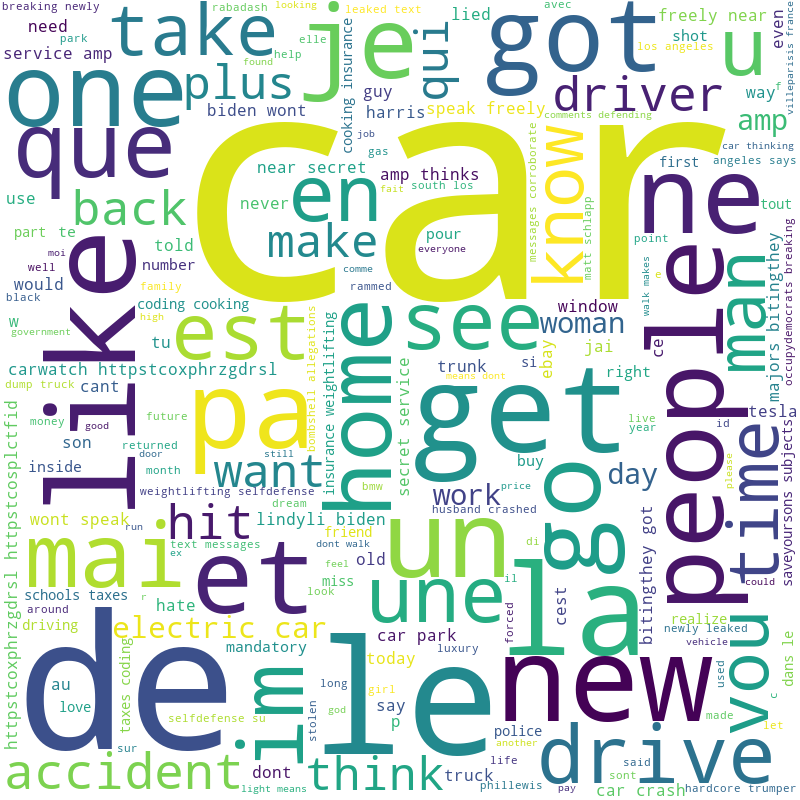 breaking newly
rabadash
looking
leaked text
avec
need
park
take
je
elle
lied
got
freely near
even
service amp
help
qui
shot
u
los angeles
found
villeparisis france
one
plus
cooking insurance
guy
driver
way
f
biden wont
harris
speak freely
comments defending
amp
que
job
car
know
car thinking
gas
messages corroborate
first
angeles says
near secret
amp thinks
en
fait
south los
ne
use
back
never
matt schlapp
tout
part
te
told
make
pour
point
moi
everyone
like
well
number
comme
rammed
e
people
walk makes
man
majors bitingthey
occupydemocrats breaking
would
family
black
high
coding cooking
home
see
window
woman
w
government
tu
est
ce
carwatch httpstcoxphrzgdrsl
bombshell allegations
insurance weightlifting
trunk
si
ebay
jai
dump truck
cant
pa
means dont
get
right
httpstcoxphrzgdrsl httpstcosplctfid
money
good
future
secret service
live
year
id
tesla
son
returned
door
still
want
buy
go
please
time
saveyoursons subjects
inside
month
bmw
price
day
weightlifting selfdefense
work
wont speak
run
hit
dream
lindyli biden
husband crashed
friend
un
mai
text messages
ex
dont walk
old
di
bitingthey got
could
et
feel
look
miss
il
la
schools taxes
r
hate
une
cest
realize
around
driving
electric car
mandatory
car park
forced
newly leaked
vehicle
de
taxes coding
today
le
luxury
new
used
vou
dans le
au
girl
c
love
long
say
im
selfdefense su
stolen
god
p
made
let
sur
police
another
drive
said
accident
dont
think
truck
life
sont
light means
phillewis
pay
car crash
hardcore trumper